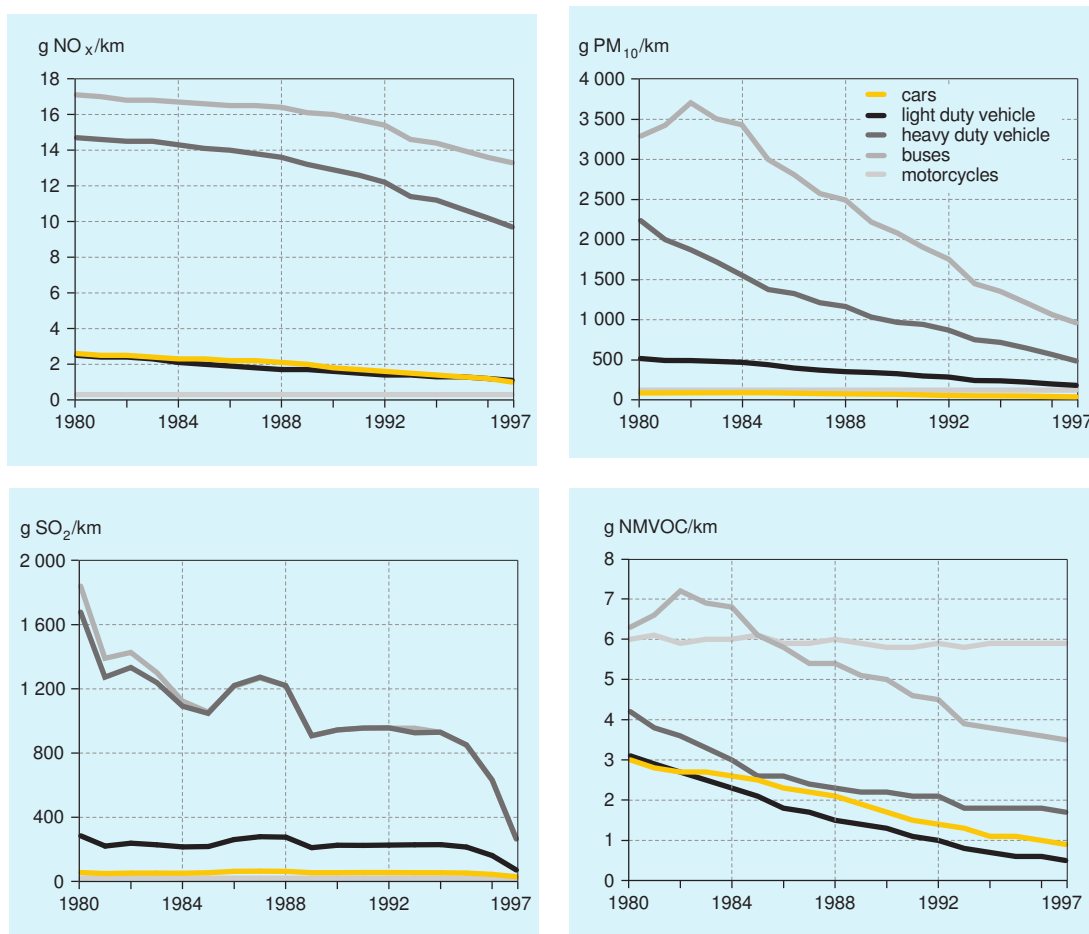 g NOx/km
18
16
14
12
10
8
6
4
2
0
1980 1984 1988 1992 1997
g PM10/km
4 000
3 500
3 000
2 500
2 000
1 500
1 000
500
0
cars
light duty vehicle
heavy duty vehicle
buses
motorcycles
1980 1984 1988 1992 1997
g SO2/km
2 000
1 600
1 200
800
400
0
1980 1984 1988 1992 1997
g NMVOC/km
8
7
6
5
4
3
2
1
0
1980 1984 1988 1992 1997